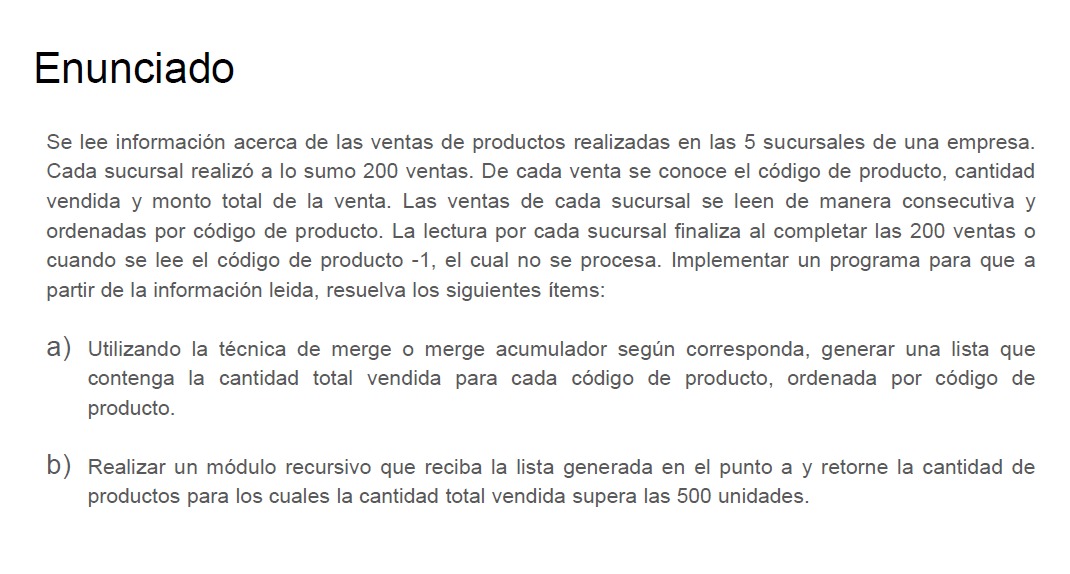 Enunciado
Se lee información acerca de las ventas de productos realizadas en las 5 sucursales de una empresa.
Cada sucursal realizó a lo sumo 200 ventas. De cada venta se conoce el código de producto, cantidad
vendida y monto total de la venta. Las ventas de cada sucursal se leen de manera consecutiva y
ordenadas por código de producto. La lectura por cada sucursal finaliza al completar las 200 ventas o
cuando se lee el código de producto -1, el cual no se procesa. Implementar un programa para que a
partir de la información leida, resuelva los siguientes ítems:
a) Utilizando la técnica de merge o merge acumulador según corresponda, generar una lista que
contenga la cantidad total vendida para cada código de producto, ordenada por código de
producto.
b) Realizar un módulo recursivo que reciba la lista generada en el punto a y retorne la cantidad de
productos para los cuales la cantidad total vendida supera las 500 unidades.